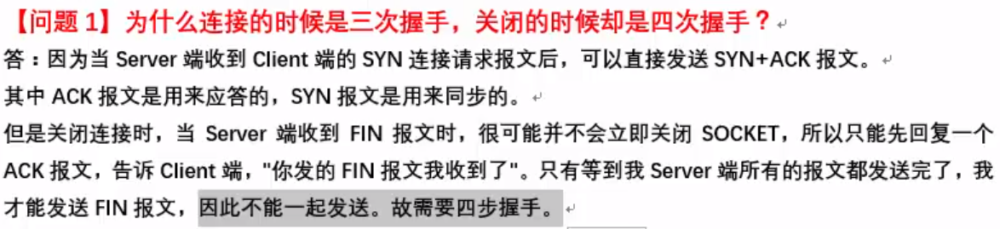 【问题 1】为什么连接的时候是三次握手，关闭的时候却是四次握手？
答：因为当 Server 端收到 Client 端的 SYN 连接请求报文后，可以直接发送 SYN+ACK 报文。
其中 ACK 报文是用来应答的，SYN 报文是用来同步的。
但是关闭连接时，当 Server 端收到 FIN 报文时，很可能并不会立即关闭 SOCKET，所以只能先回复一个
ACK 报文，告诉 Client 端，"你发的 FIN 报文我收到了"。只有等到我 Server 端所有的报文都发送完了，我
才能发送 FIN 报文，因此不能一起发送。故需要四步握手。